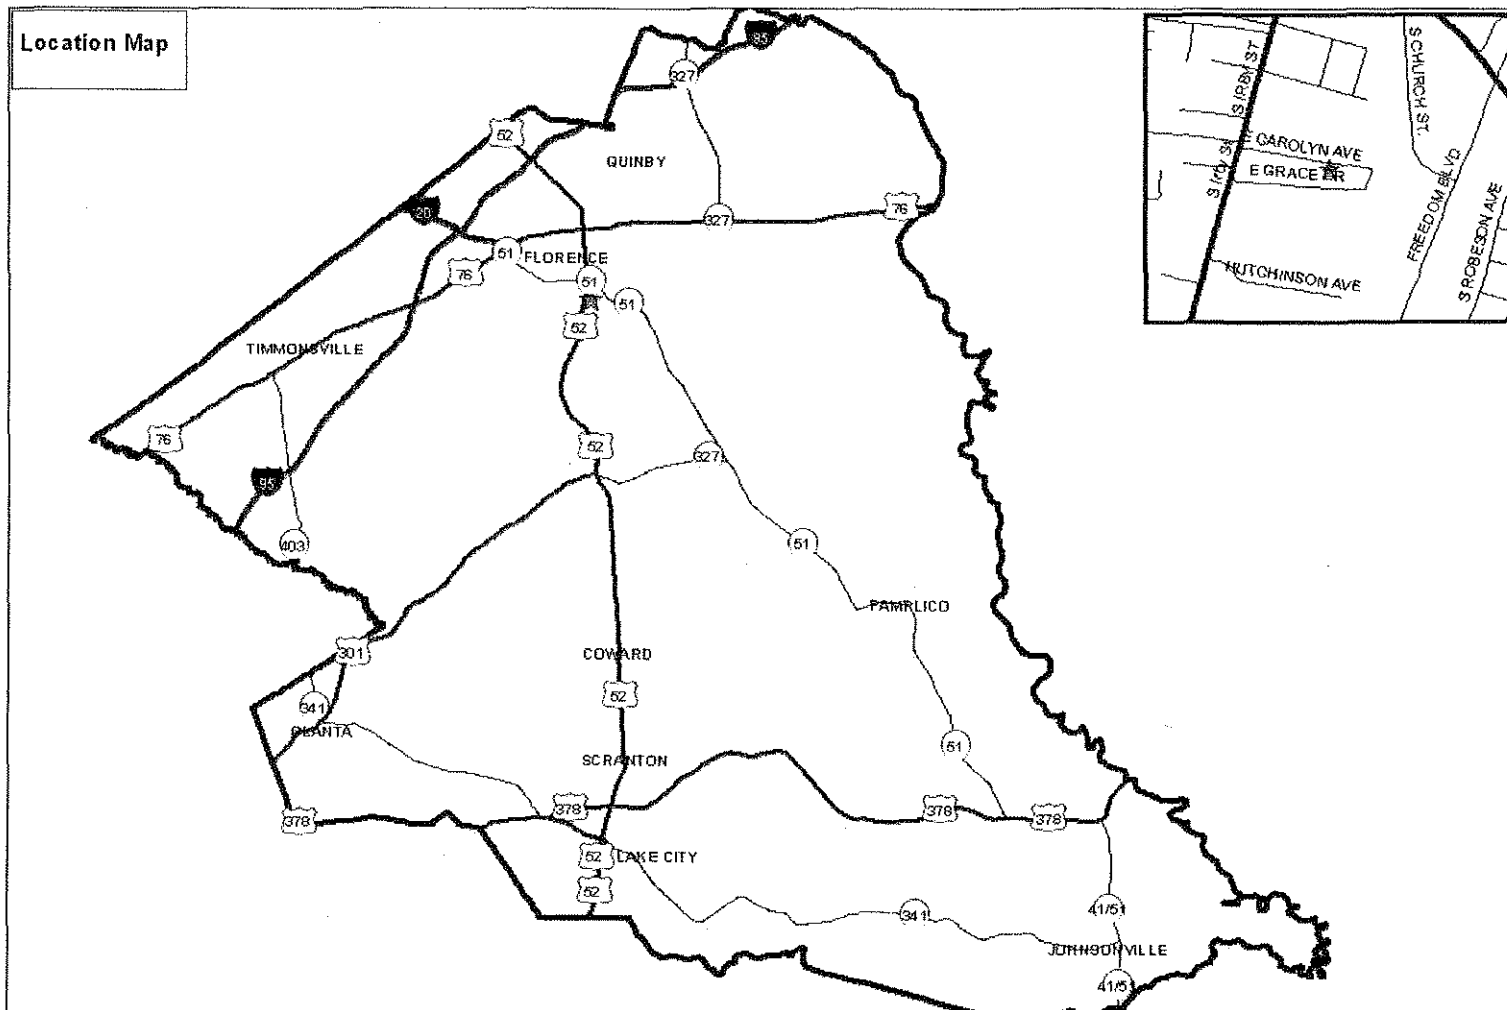 Location Map
95
327
52
QUINBY
20
327
76
51
FLORENCE
76
51
51
52
TIMMONSVILLE
76
52
327
95
403
51
PAMPLICO
301
COWARD
52
341
OLANTA
51
SCRANTON
378
378
378
378
52
LAKE CITY
52
341
41/51
JOHNSONVILLE
41/51
S IRBY ST
S CHURCH ST.
S Irby St
E CAROLYN AVE
E GRACE DR
FREEDOM BLVD
S ROBESON AVE
HUTCHINSON AVE